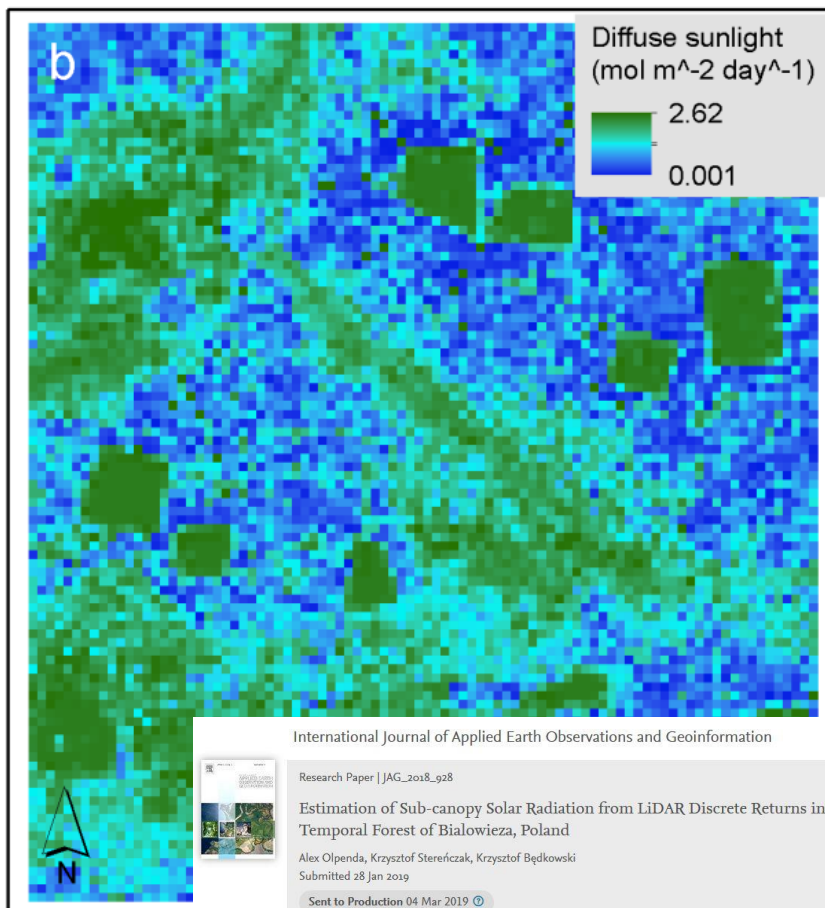 b
Diffuse sunlight
(mol m^-2 day^-1)
2.62
0.001
N
International Journal of Applied Earth Observations and Geoinformation
Research Paper | JAG_2018_928
Estimation of Sub-canopy Solar Radiation from LiDAR Discrete Returns in
Temporal Forest of Bialowieza, Poland
Alex Olpenda, Krzysztof Stereńczak, Krzysztof Będkowski
Submitted 28 Jan 2019
Sent to Production 04 Mar 2019 ?